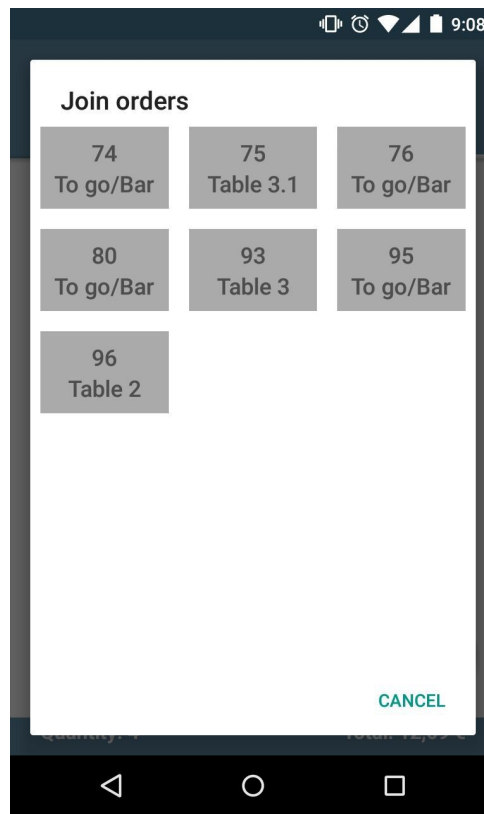 9:08
Join orders
74
To go/Bar
75
Table 3.1
76
To go/Bar
80
To go/Bar
93
Table 3
95
To go/Bar
96
Table 2
CANCEL